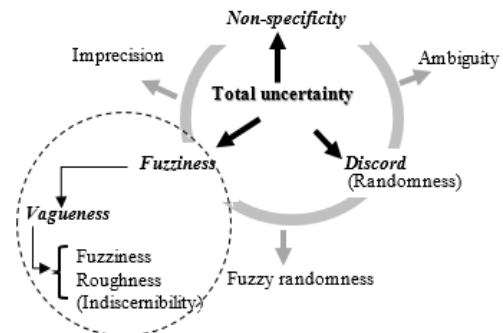 Non-specificity
Imprecision
Ambiguity
Total uncertainty
Fuzziness
Discord
(Randomness)
Vagueness
Fuzziness
Roughness
(Indiscernibility)
Fuzzy randomness